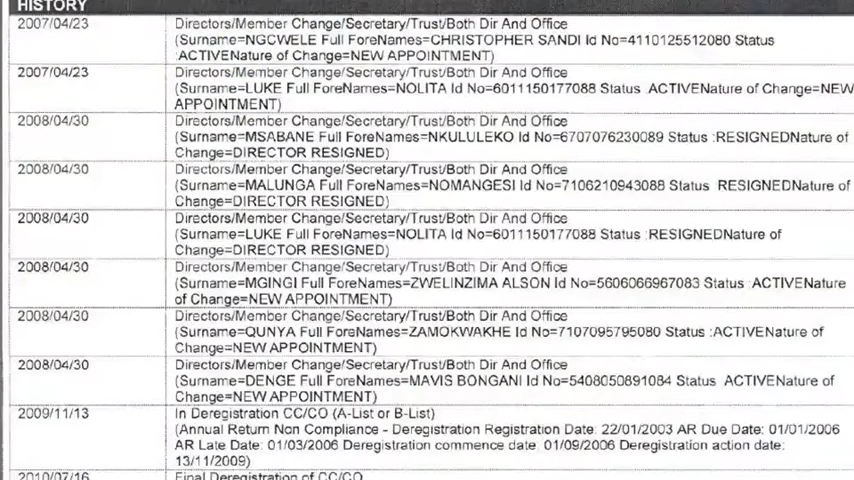 HISTORY
2007/04/23 Directors/Member Change/Secretary/Trust/Both Dir And Office
(Surname=NGCWELE Full ForeNames=CHRISTOPHER SANDI Id No=4110125512080 Status
:ACTIVENature of Change=NEW APPOINTMENT)
2007/04/23 Directors/Member Change/Secretary/Trust/Both Dir And Office
(Surname=LUKE Full ForeNames=NOLITA Id No=6011150177088 Status :ACTIVENature of Change=NEW
APPOINTMENT)
2008/04/30 Directors/Member Change/Secretary/Trust/Both Dir And Office
(Surname=MSABANE Full ForeNames=NKULULEKO Id No=6707076230089 Status :RESIGNEDNature of
Change=DIRECTOR RESIGNED)
2008/04/30 Directors/Member Change/Secretary/Trust/Both Dir And Office
(Surname=MALUNGA Full ForeNames=NOMANGESI Id No=7106210943088 Status RESIGNEDNature of
Change=DIRECTOR RESIGNED)
2008/04/30 Directors/Member Change/Secretary/Trust/Both Dir And Office
(Surname=LUKE Full ForeNames=NOLITA Id No=6011150177088 Status :RESIGNEDNature of
Change=DIRECTOR RESIGNED)
2008/04/30 Directors/Member Change/Secretary/Trust/Both Dir And Office
(Surname=MGINGI Full ForeNames=ZWELINZIMA ALSON Id No=5606066967083 Status :ACTIVENature
of Change=NEW APPOINTMENT)
2008/04/30 Directors/Member Change/Secretary/Trust/Both Dir And Office
(Surname=QUNYA Full ForeNames=ZAMOKWAKHE Id No=7107095795080 Status :ACTIVENature of
Change=NEW APPOINTMENT)
2008/04/30 Directors/Member Change/Secretary/Trust/Both Dir And Office
(Surname=DENGE Full ForeNames=MAVIS BONGANI Id No=5408050891084 Status ACTIVENature of
Change=NEW APPOINTMENT)
2009/11/13 In Deregistration CC/CO (A-List or B-List)
(Annual Return Non Compliance - Deregistration Registration Date: 22/01/2003 AR Due Date: 01/01/2006
AR Late Date: 01/03/2006 Deregistration commence date: 01/09/2006 Deregistration action date:
13/11/2009)
2010/07/16 Final Deregistration of CC/CO